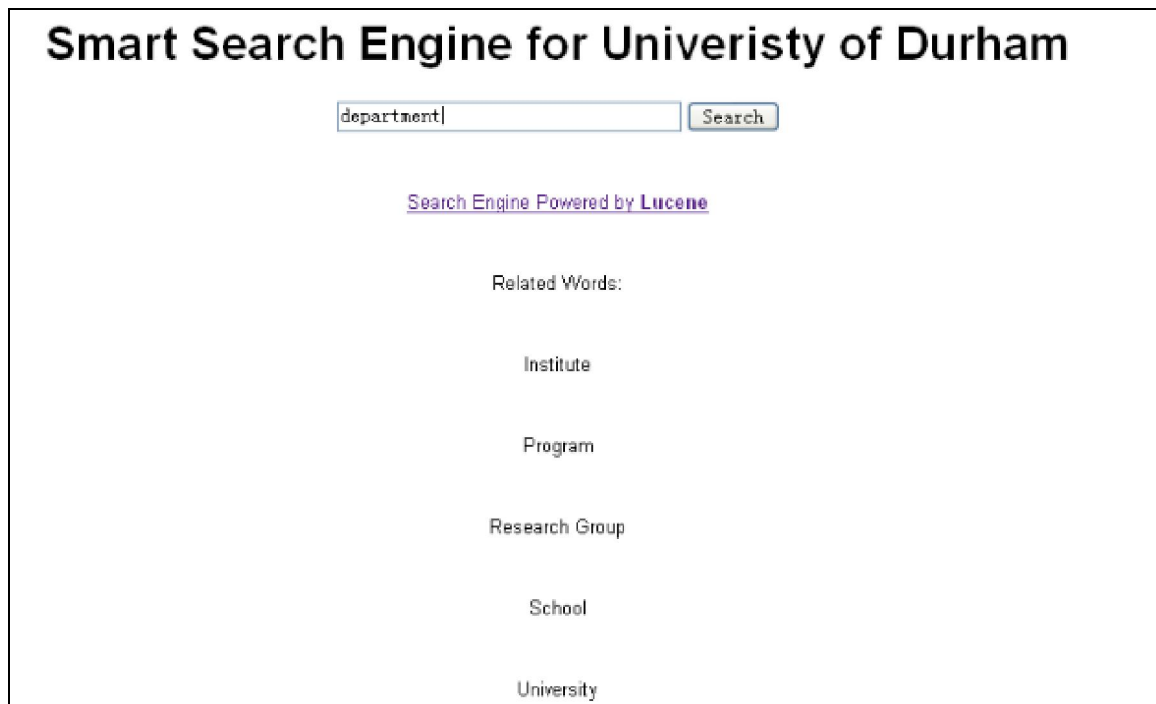 Smart Search Engine for Univeristy of Durham
department Search
Search Engine Powered by Lucene
Related Words:
Institute
Program
Research Group
School
University